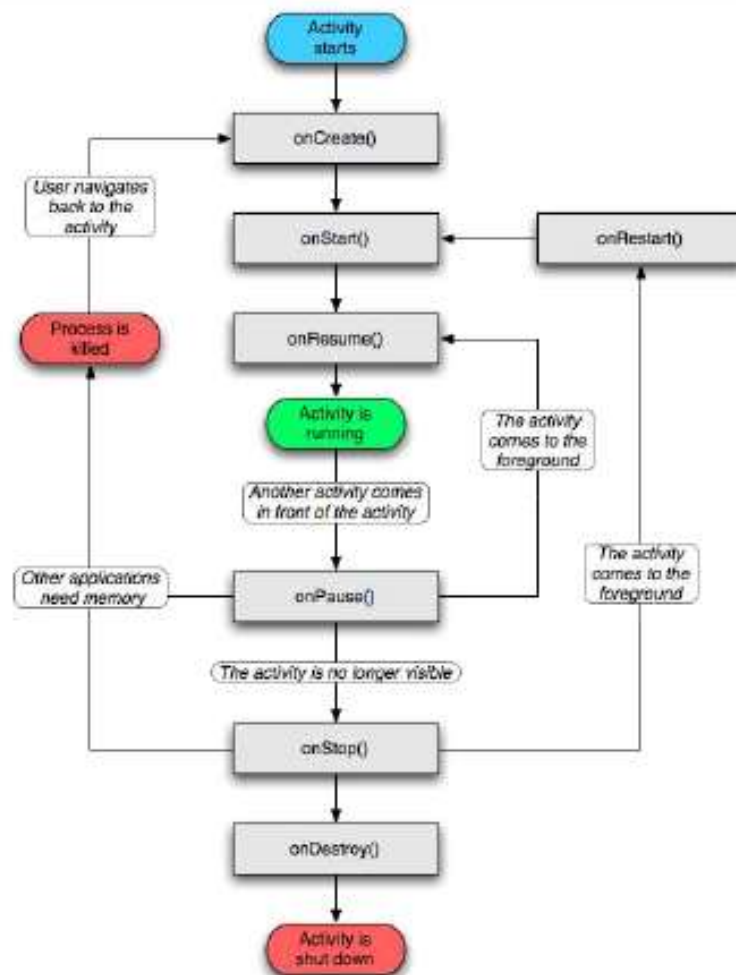 Activity
starts
onCreate()
User navigates
back to the
activity
onStart()
onRestart()
Process is
killed
onResume()
Activity is
running
The activity
comes to the
foreground
Another activity comes
in front of the activity
The activity
comes to the
foreground
Other applications
need memory
onPause()
The activity is no longer visible
onStop()
onDestroy()
Activity is
shut down